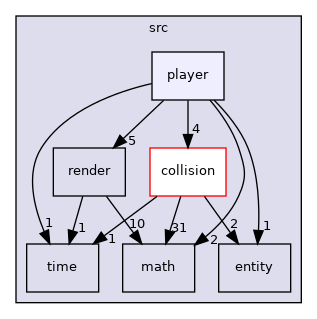 src
player
5
4
render
collision
1
1
1
10
31
2
2
1
time
math
entity